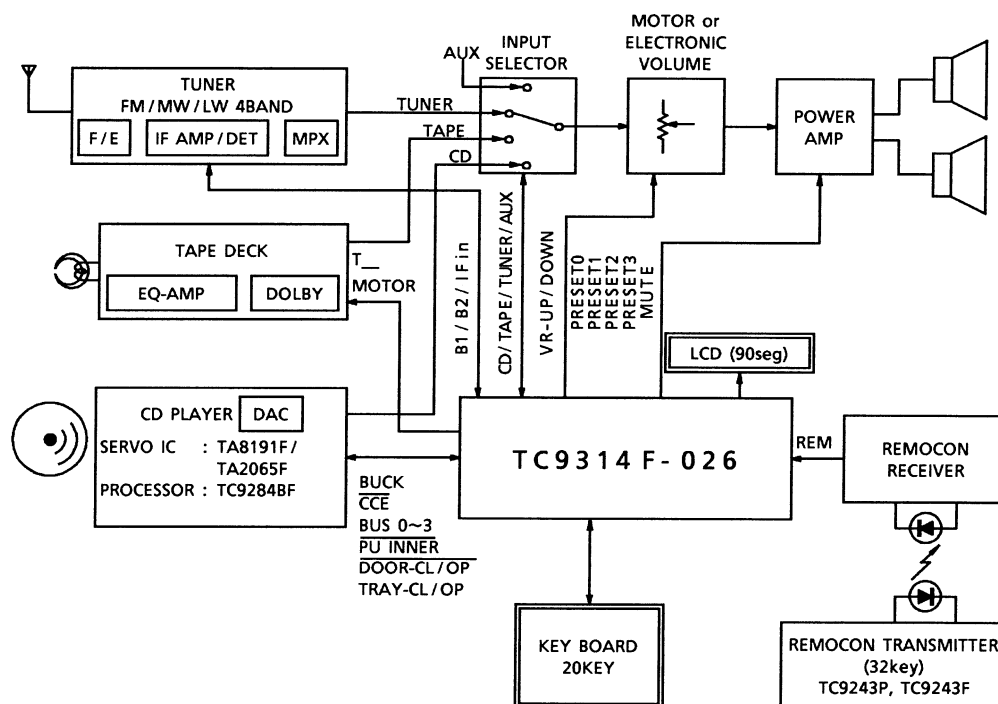 MOTOR or
ELECTRONIC
VOLUME
INPUT
SELECTOR
AUX
TUNER
FM/MW/LW 4BAND
F/E
IF AMP/DET
MPX
TUNER
TAPE
CD
POWER
AMP
TAPE DECK
EQ-AMP
DOLBY
T__
MOTOR
B1/B2/IFin
CD/TAPE/TUNER/AUX
VR-UP/DOWN
PRESET0
PRESET1
PRESET2
PRESET3
MUTE
LCD (90seg)
CD PLAYER
DAC
SERVO IC : TA8191F/
TA2065F
PROCESSOR : TC9284BF
TC9314F-026
REM
REMOCON
RECEIVER
BUCK
CCE
BUS 0~3
PU INNER
DOOR-CL/OP
TRAY-CL/OP
KEY BOARD
20KEY
REMOCON TRANSMITTER
(32key)
TC9243P, TC9243F